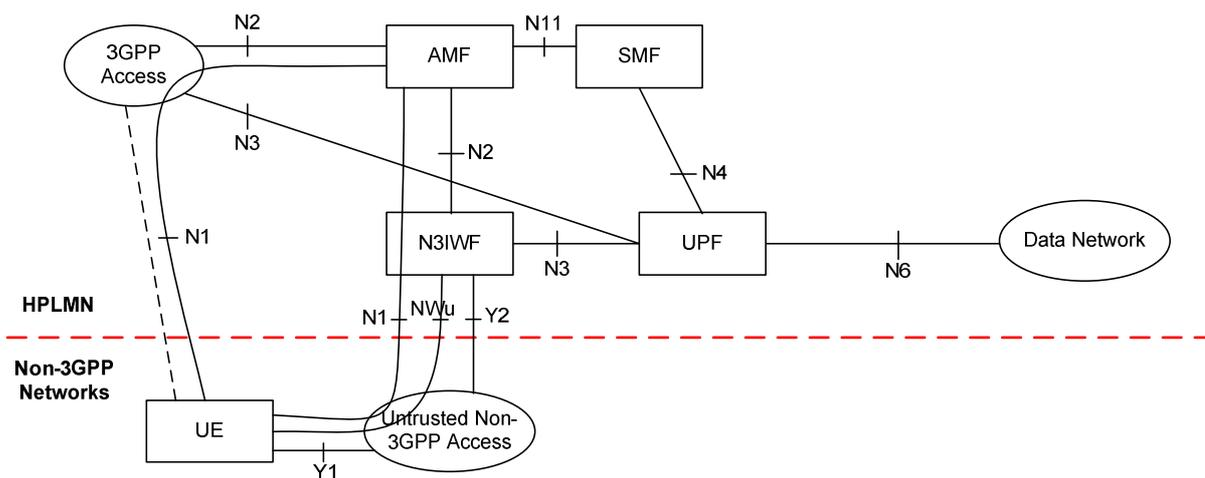 N2
N11
3GPP
Access
AMF
SMF
N3
N2
N4
N1
N3IWF
UPF
Data Network
N3
N6
HPLMN
N1
NWu
Y2
Non-3GPP
Networks
UE
Untrusted Non-
3GPP Access
Y1